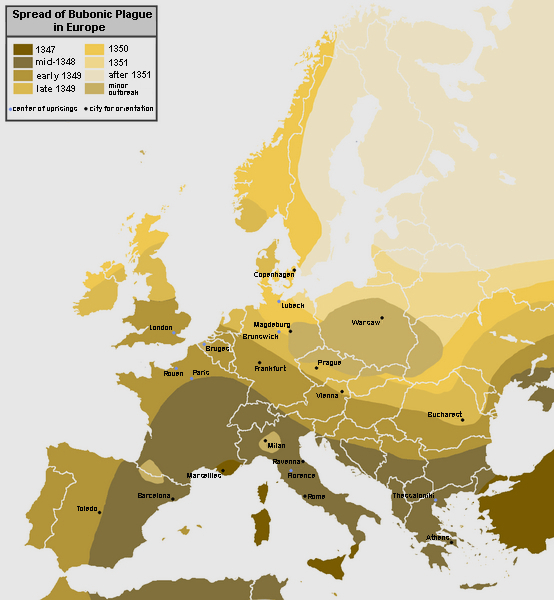 Spread of Bubonic Plague
in Europe
1347
mid-1348
early 1349
late 1349
1350
1351
after 1351
minor
outbreak
center of uprisings
city for orientation
Copenhagen
Lubeck
Magdeburg
Brunswick
Warsaw
London
Bruges
Frankfurt
Prague
Rouen
Paris
Vienna
Bucharest
Milan
Ravenna
Marseilles
Florence
Barcelona
Rome
Thessaloniki
Toledo
Athens